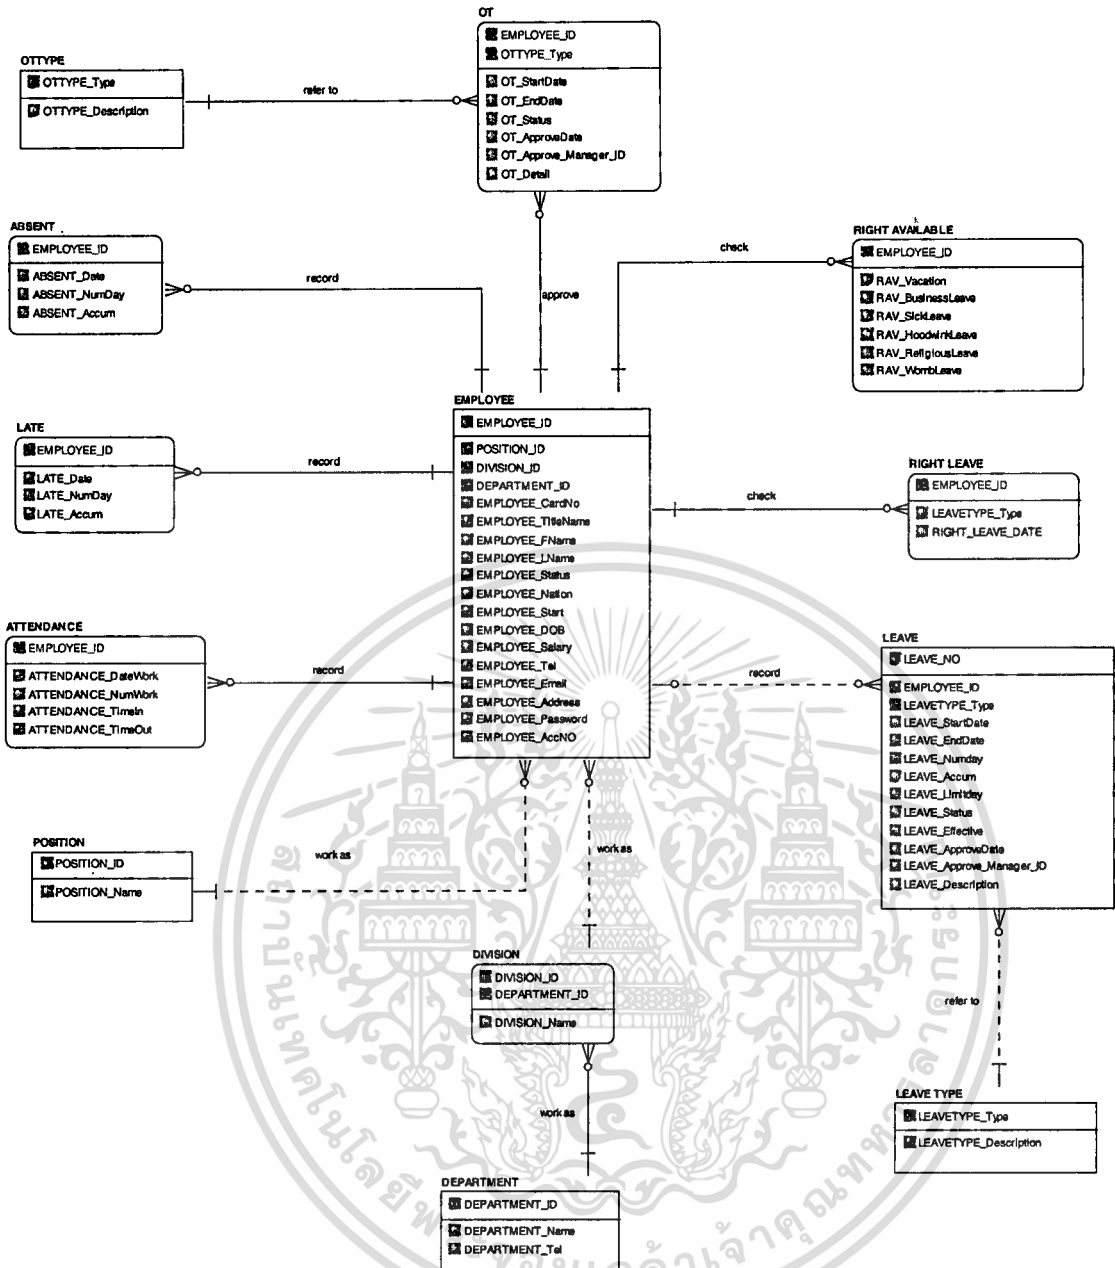 OT
EMPLOYEE_ID
OTTYPE_Type
OT_StartDate
OT_EndDate
OT_Status
OT_ApproveDate
OT_Approve_Manager_ID
OT_Detail
OTTYPE
OTTYPE_Type
OTTYPE_Description
refer to
ABSENT
EMPLOYEE_ID
ABSENT_Date
ABSENT_NumDay
ABSENT_Accum
record
approve
check
RIGHT AVAILABLE
EMPLOYEE_ID
RAV_Vacation
RAV_BusinessLeave
RAV_SickLeave
RAV_HoodwinkLeave
RAV_ReligiousLeave
RAV_WombLeave
EMPLOYEE
EMPLOYEE_ID
POSITION_ID
DIVISION_ID
DEPARTMENT_ID
EMPLOYEE_CardNo
EMPLOYEE_TitleName
EMPLOYEE_FName
EMPLOYEE_LName
EMPLOYEE_Status
EMPLOYEE_Nation
EMPLOYEE_Start
EMPLOYEE_DOB
EMPLOYEE_Salary
EMPLOYEE_Tel
EMPLOYEE_Email
EMPLOYEE_Address
EMPLOYEE_Password
EMPLOYEE_AccNO
LATE
EMPLOYEE_ID
LATE_Date
LATE_NumDay
LATE_Accum
record
RIGHT LEAVE
EMPLOYEE_ID
LEAVETYPE_Type
RIGHT_LEAVE_DATE
check
ATTENDANCE
EMPLOYEE_ID
ATTENDANCE_DateWork
ATTENDANCE_NumWork
ATTENDANCE_TimeIn
ATTENDANCE_TimeOut
record
LEAVE
LEAVE_NO
EMPLOYEE_ID
LEAVETYPE_Type
LEAVE_StartDate
LEAVE_EndDate
LEAVE_Numday
LEAVE_Accum
LEAVE_Limitday
LEAVE_Status
LEAVE_Effective
LEAVE_ApproveDate
LEAVE_Approve_Manager_ID
LEAVE_Description
record
POSITION
POSITION_ID
POSITION_Name
work as
work as
DIVISION
DIVISION_ID
DEPARTMENT_ID
DIVISION_Name
refer to
work as
LEAVE TYPE
LEAVETYPE_Type
LEAVETYPE_Description
DEPARTMENT
DEPARTMENT_ID
DEPARTMENT_Name
DEPARTMENT_Tel